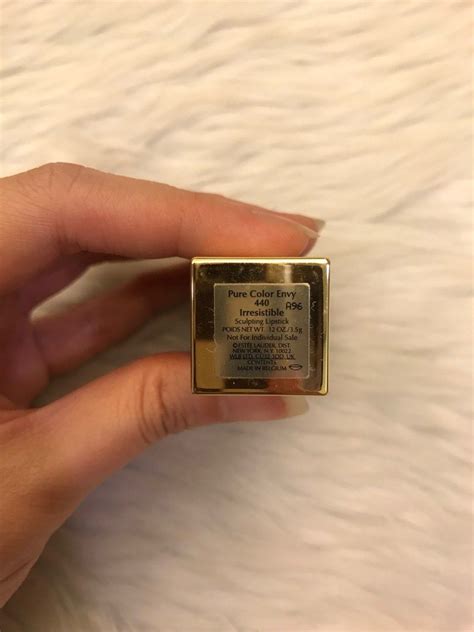 Pure Color Envy
440
Irresistible A96
Sculpting Lipstick
POIDS NET WT. .12 OZ./3.5g
Not For Individual Sale
©ESTEE LAUDER, DIST.
NEW YORK, N.Y. 10022
CONTENTS
MADE IN BELGIUM